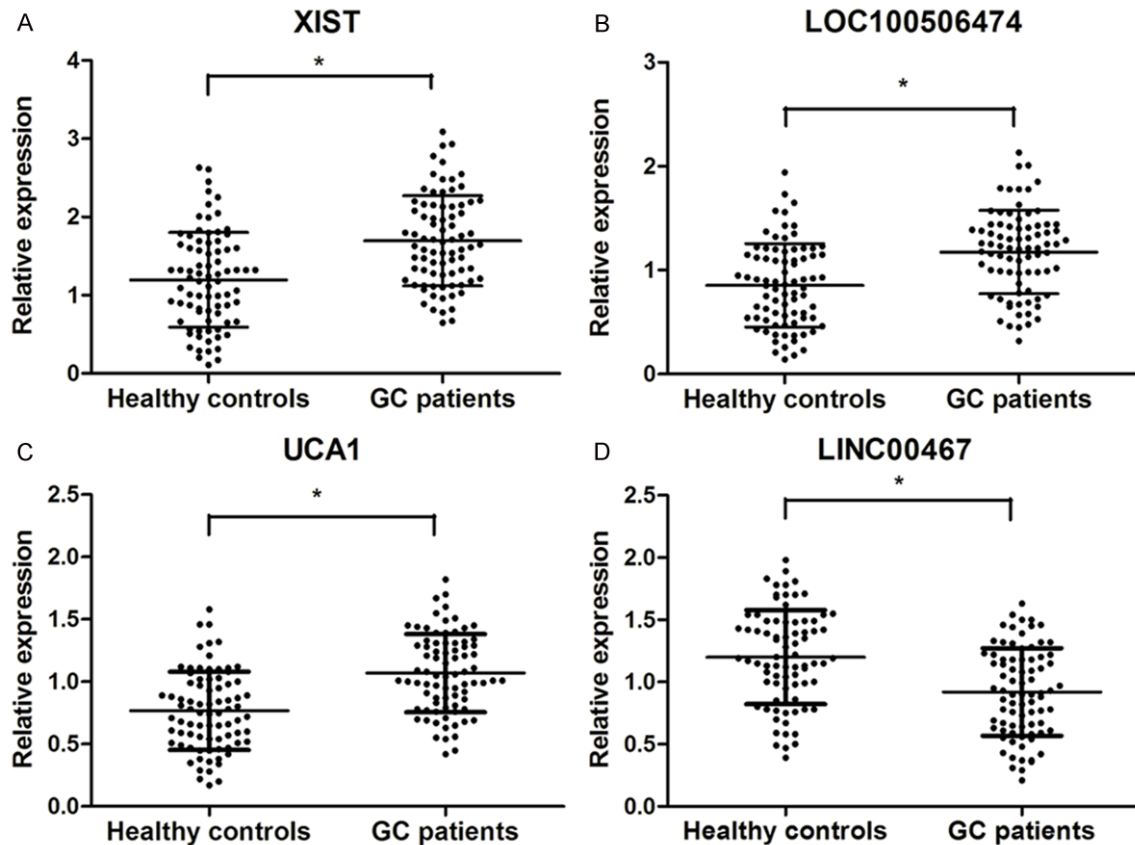 A
XIST
Relative expression
4
3
2
1
0
*
Healthy controls
GC patients
B
LOC100506474
Relative expression
3
2
1
0
*
Healthy controls
GC patients
C
UCA1
Relative expression
2.5
2.0
1.5
1.0
0.5
0.0
*
Healthy controls
GC patients
D
LINC00467
Relative expression
2.5
2.0
1.5
1.0
0.5
0.0
*
Healthy controls
GC patients